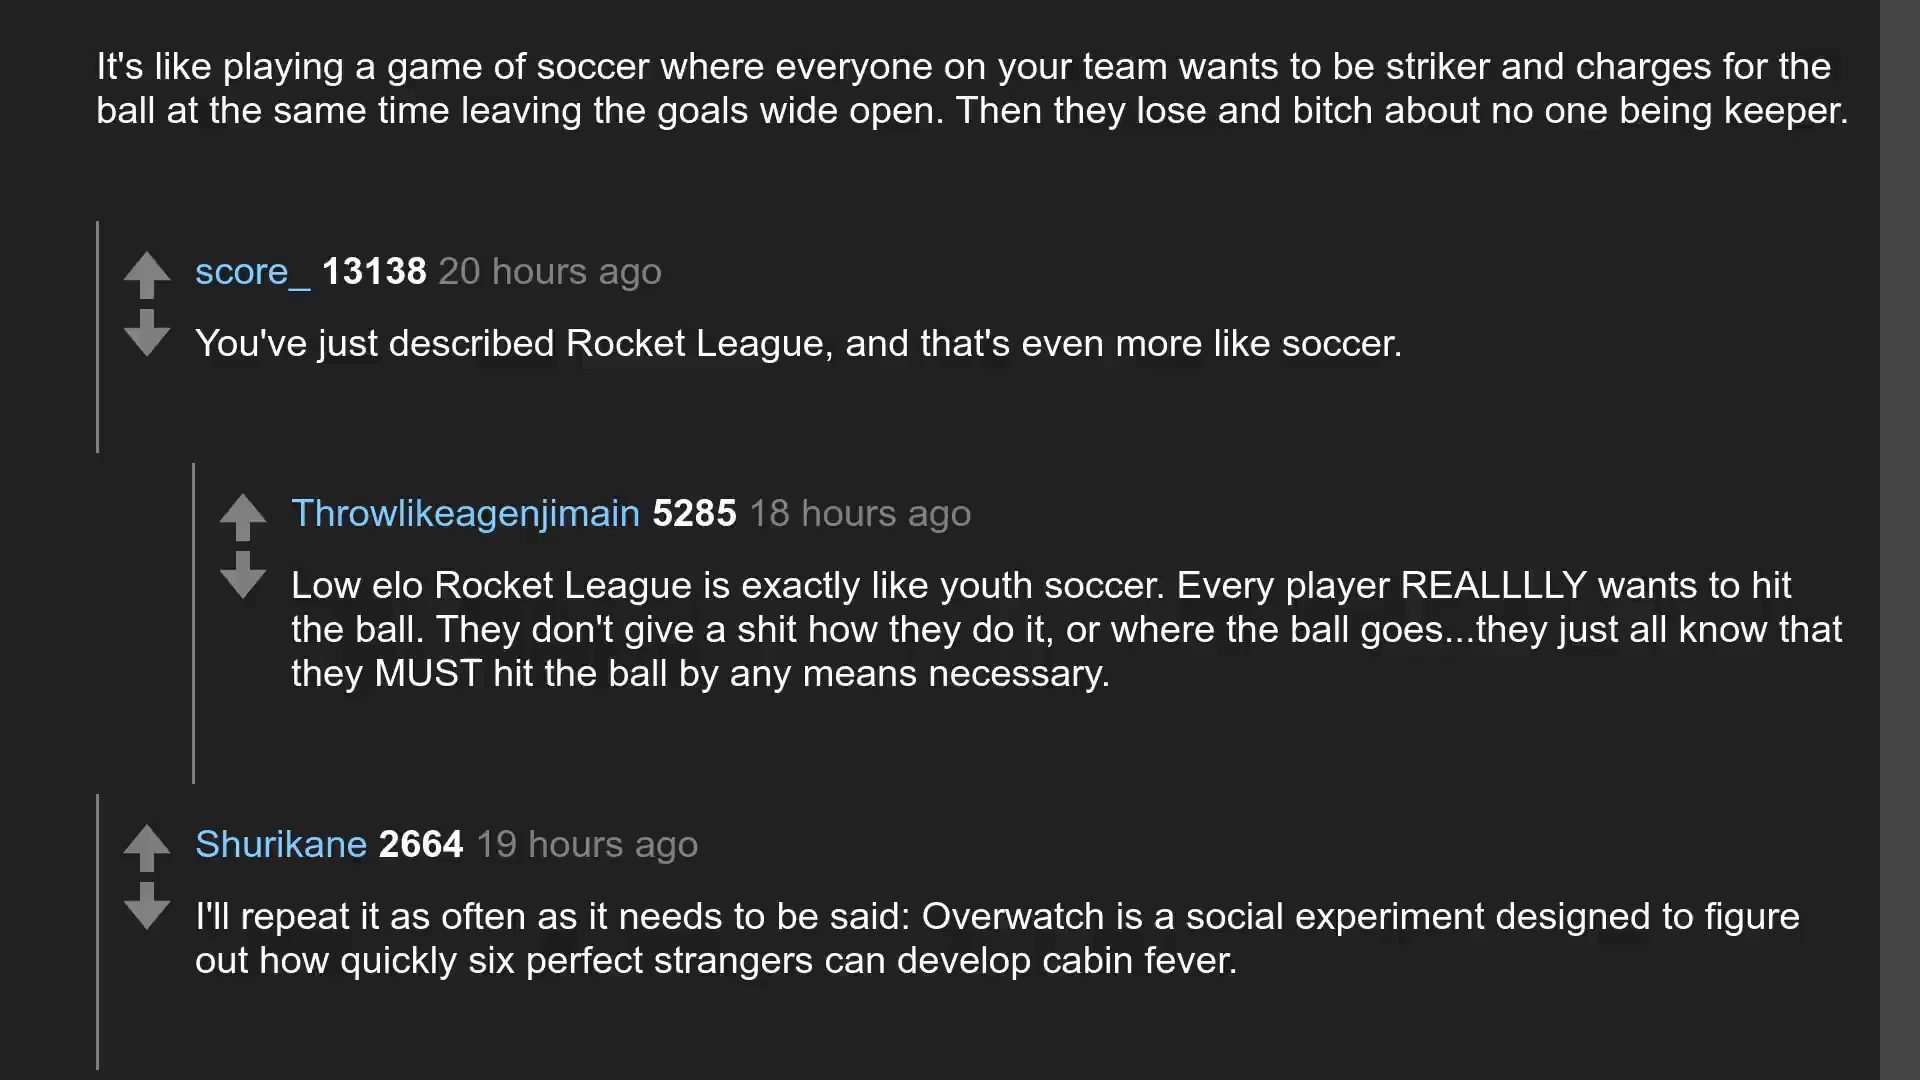 It's like playing a game of soccer where everyone on your team wants to be striker and charges for the
ball at the same time leaving the goals wide open. Then they lose and bitch about no one being keeper.
score_ 13138 20 hours ago
You've just described Rocket League, and that's even more like soccer.
Throwlikeagenjimain 5285 18 hours ago
Low elo Rocket League is exactly like youth soccer. Every player REALLLLY wants to hit
the ball. They don't give a shit how they do it, or where the ball goes...they just all know that
they MUST hit the ball by any means necessary.
Shurikane 2664 19 hours ago
I'll repeat it as often as it needs to be said: Overwatch is a social experiment designed to figure
out how quickly six perfect strangers can develop cabin fever.